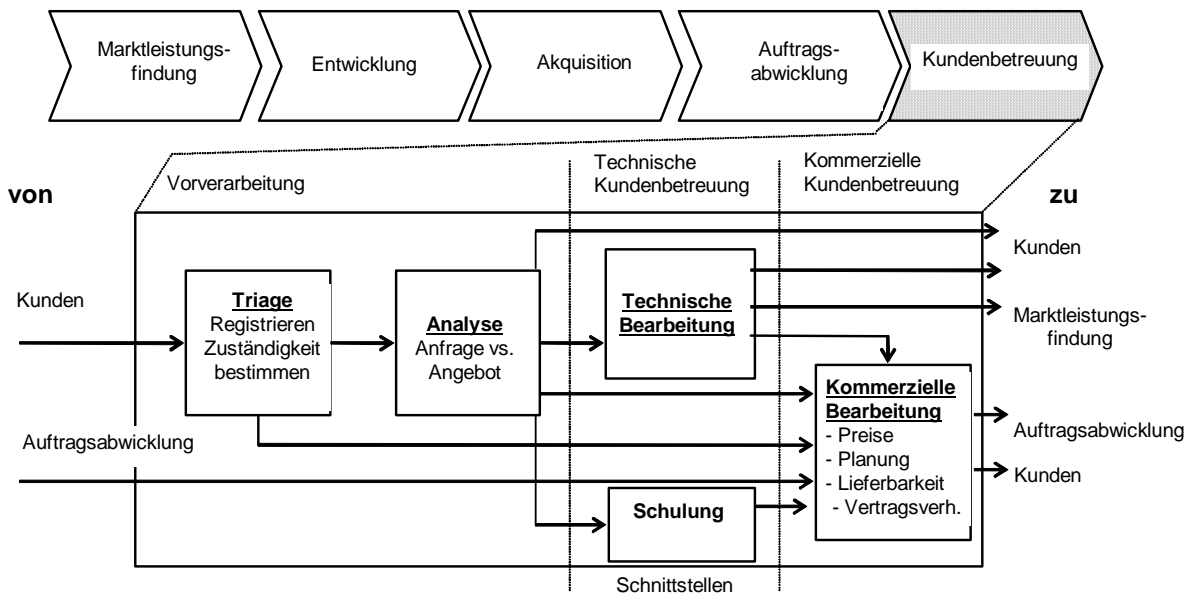 Marktleistungs-
findung
Entwicklung
Akquisition
Auftrags-
abwicklung
Kundenbetreuung
von
Vorverarbeitung
Technische
Kundenbetreuung
Kommerzielle
Kundenbetreuung
zu
Kunden
Triage
Registrieren
Zuständigkeit
bestimmen
Analyse
Anfrage vs.
Angebot
Technische
Bearbeitung
Kunden
Marktleistungs-
findung
Auftragsabwicklung
Kommerzielle
Bearbeitung
- Preise
- Planung
- Lieferbarkeit
- Vertragsverh.
Auftragsabwicklung
Kunden
Schulung
Schnittstellen